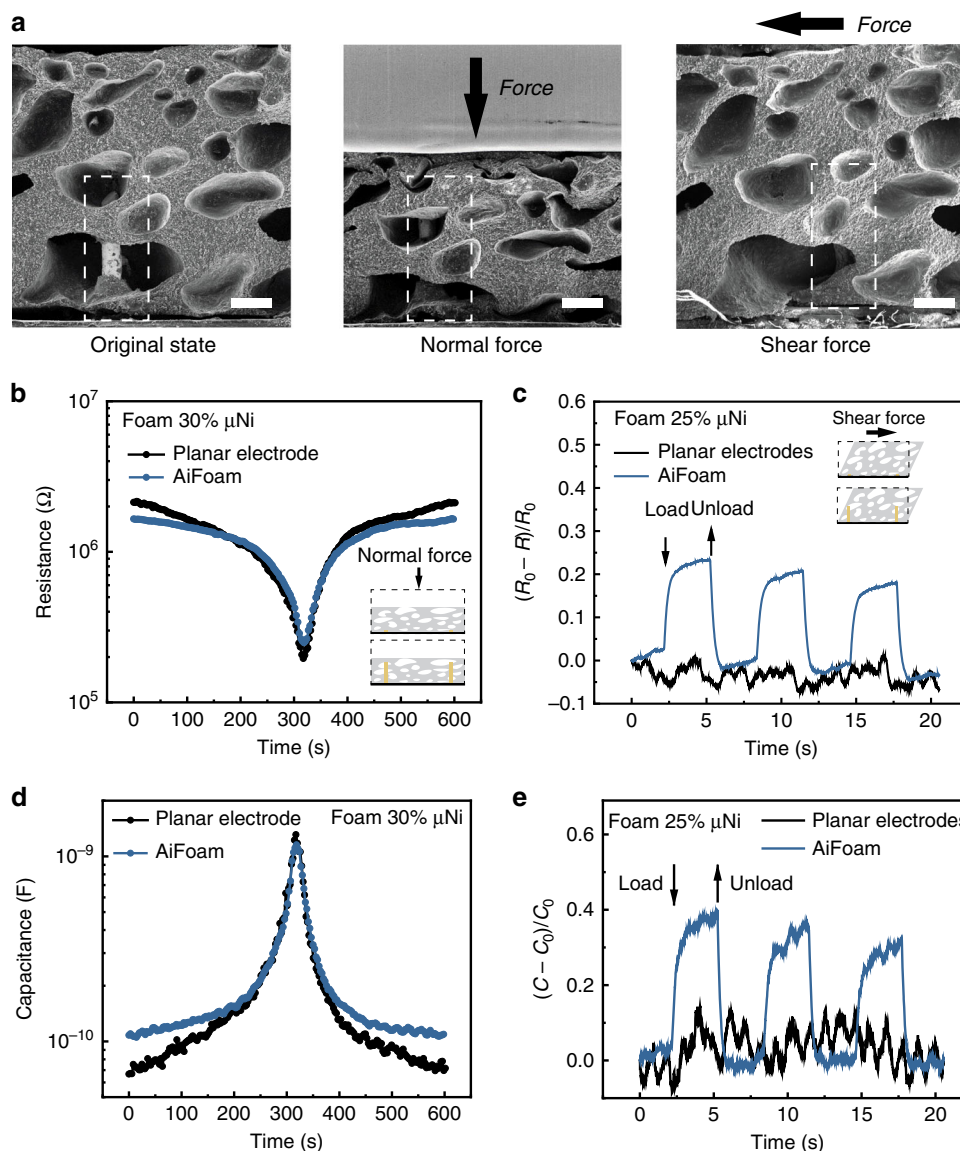 a
Force
Force
Original state
Normal force
Shear force
b
Foam 30% μNi
Planar electrode
AiFoam
Normal force
10⁷
10⁶
10⁵
Resistance (Ω)
0 100 200 300 400 500 600
Time (s)
c
Foam 25% μNi
Planar electrodes
AiFoam
Shear force
Load Unload
0.6
0.5
0.4
0.3
0.2
0.1
0.0
–0.1
(R₀ – R)/R₀
0 5 10 15 20
Time (s)
d
Planar electrode
Foam 30% μNi
AiFoam
10⁻⁹
10⁻¹⁰
Capacitance (F)
0 100 200 300 400 500 600
Time (s)
e
Foam 25% μNi
Planar electrodes
AiFoam
Load
Unload
0.6
0.4
0.2
0.0
(C – C₀)/C₀
0 5 10 15 20
Time (s)